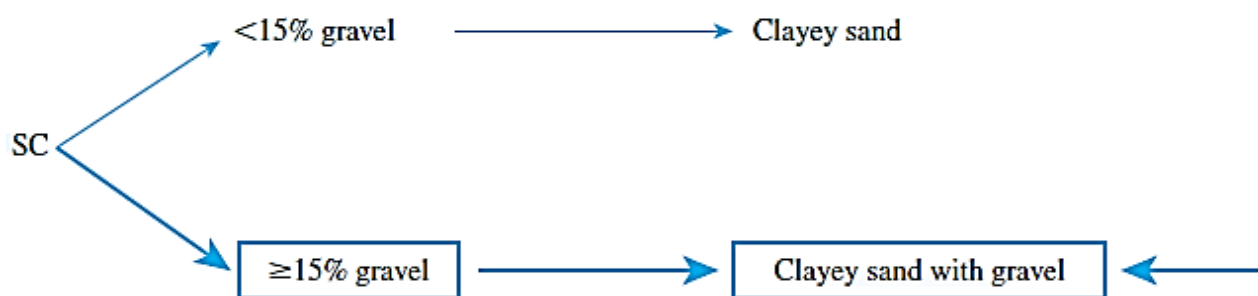 <15% gravel
Clayey sand
SC
≥15% gravel
Clayey sand with gravel